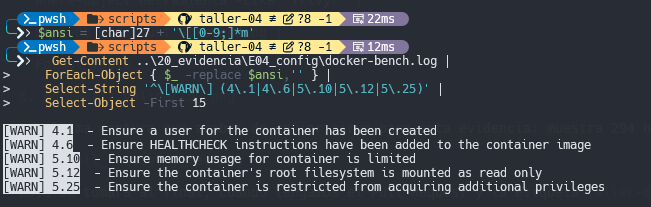 pwsh scripts taller-04 ≢ ?8 -1 22ms
$ansi = [char]27 + '\[[0-9;]*m'
pwsh scripts taller-04 ≢ ?8 -1 12ms
Get-Content ..\20_evidencia\E04_config\docker-bench.log |
> ForEach-Object { $_ -replace $ansi,'' } |
> Select-String '^\[WARN\] (4\.1|4\.6|5\.10|5\.12|5\.25)' |
> Select-Object -First 15
[WARN] 4.1 - Ensure a user for the container has been created
[WARN] 4.6 - Ensure HEALTHCHECK instructions have been added to the container image
[WARN] 5.10 - Ensure memory usage for container is limited
[WARN] 5.12 - Ensure the container's root filesystem is mounted as read only
[WARN] 5.25 - Ensure the container is restricted from acquiring additional privileges